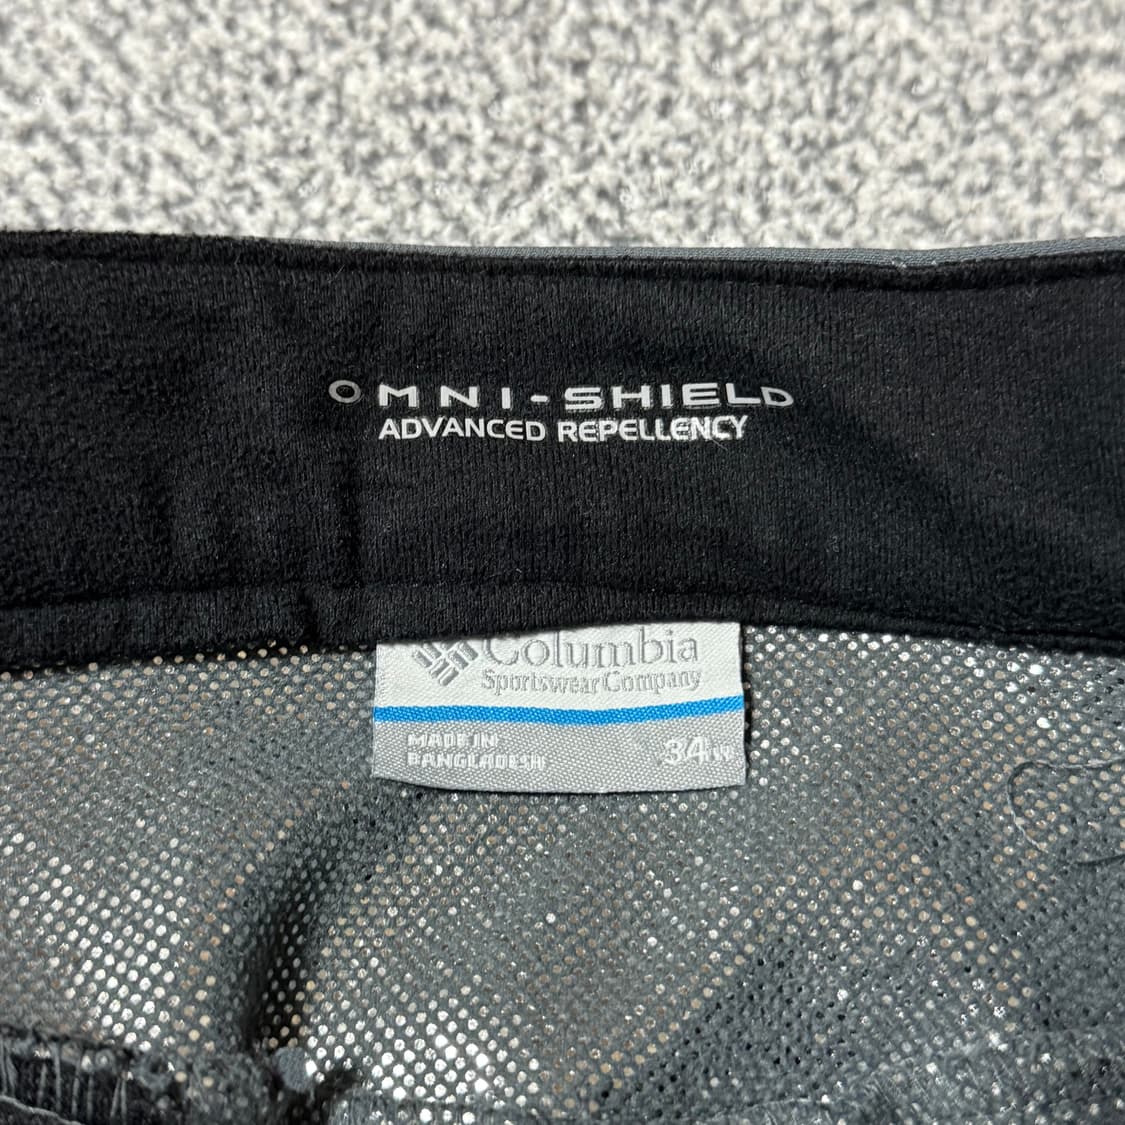 OMNI-SHIELD
ADVANCED REPELLENCY
Columbia
Sportswear Company
MADE IN
BANGLADESH
34W